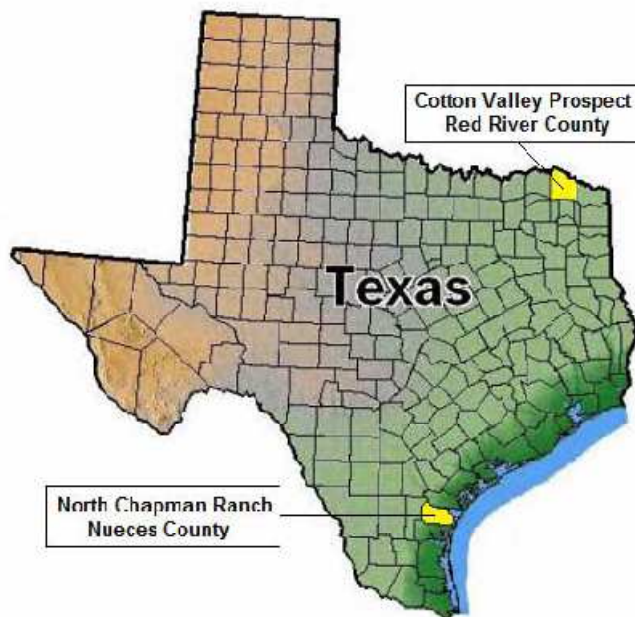 Cotton Valley Prospect
Red River County
Texas
North Chapman Ranch
Nueces County